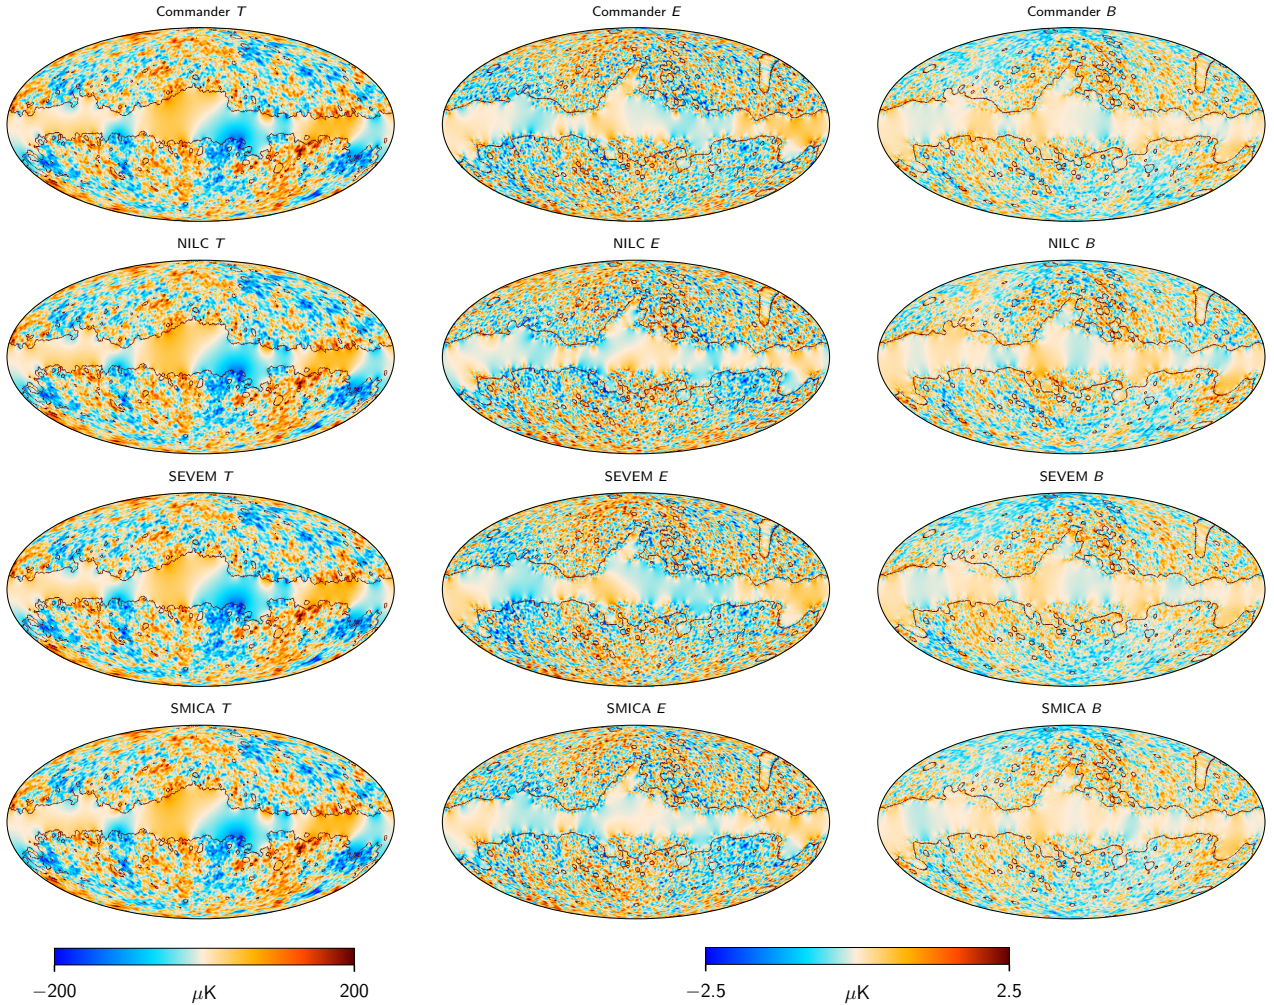 Commander T
Commander E
Commander B
NILC T
NILC E
NILC B
SEVEM T
SEVEM E
SEVEM B
SMICA T
SMICA E
SMICA B
−200 μK 200
−2.5 μK 2.5